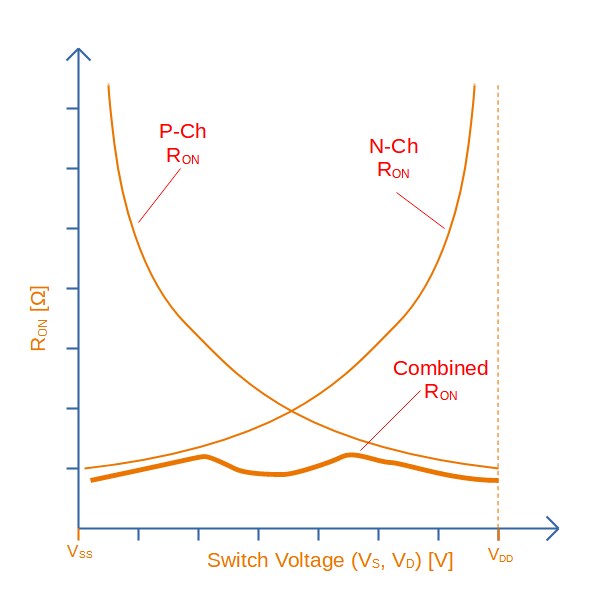 P-Ch
RON
N-Ch
RON
Combined
RON
RON [Ω]
VSS
Switch Voltage (VS, VD) [V]
VDD